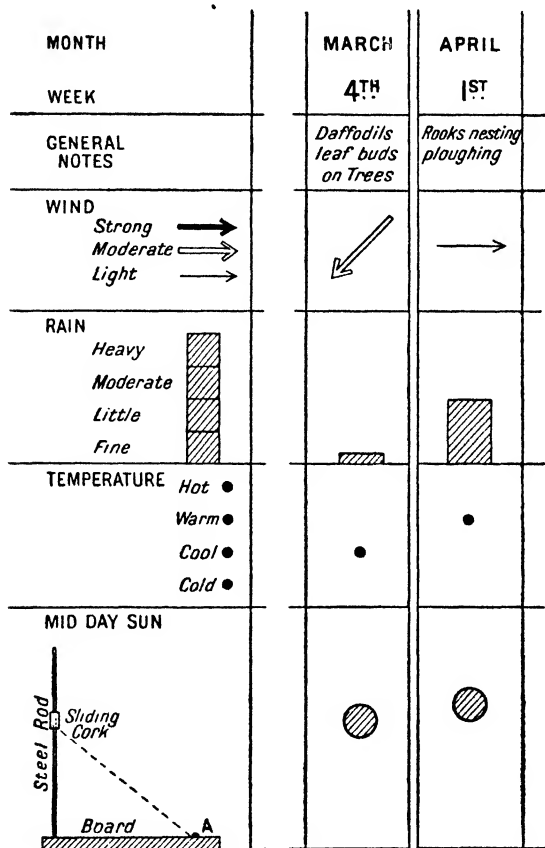 MONTH MARCH APRIL
WEEK 4TH 1ST
GENERAL NOTES
Daffodils
leaf buds
on Trees
Rooks nesting
ploughing
WIND
Strong
Moderate
Light
RAIN
Heavy
Moderate
Little
Fine
TEMPERATURE Hot
Warm
Cool
Cold
MID DAY SUN
Steel Rod
Sliding
Cork
Board A